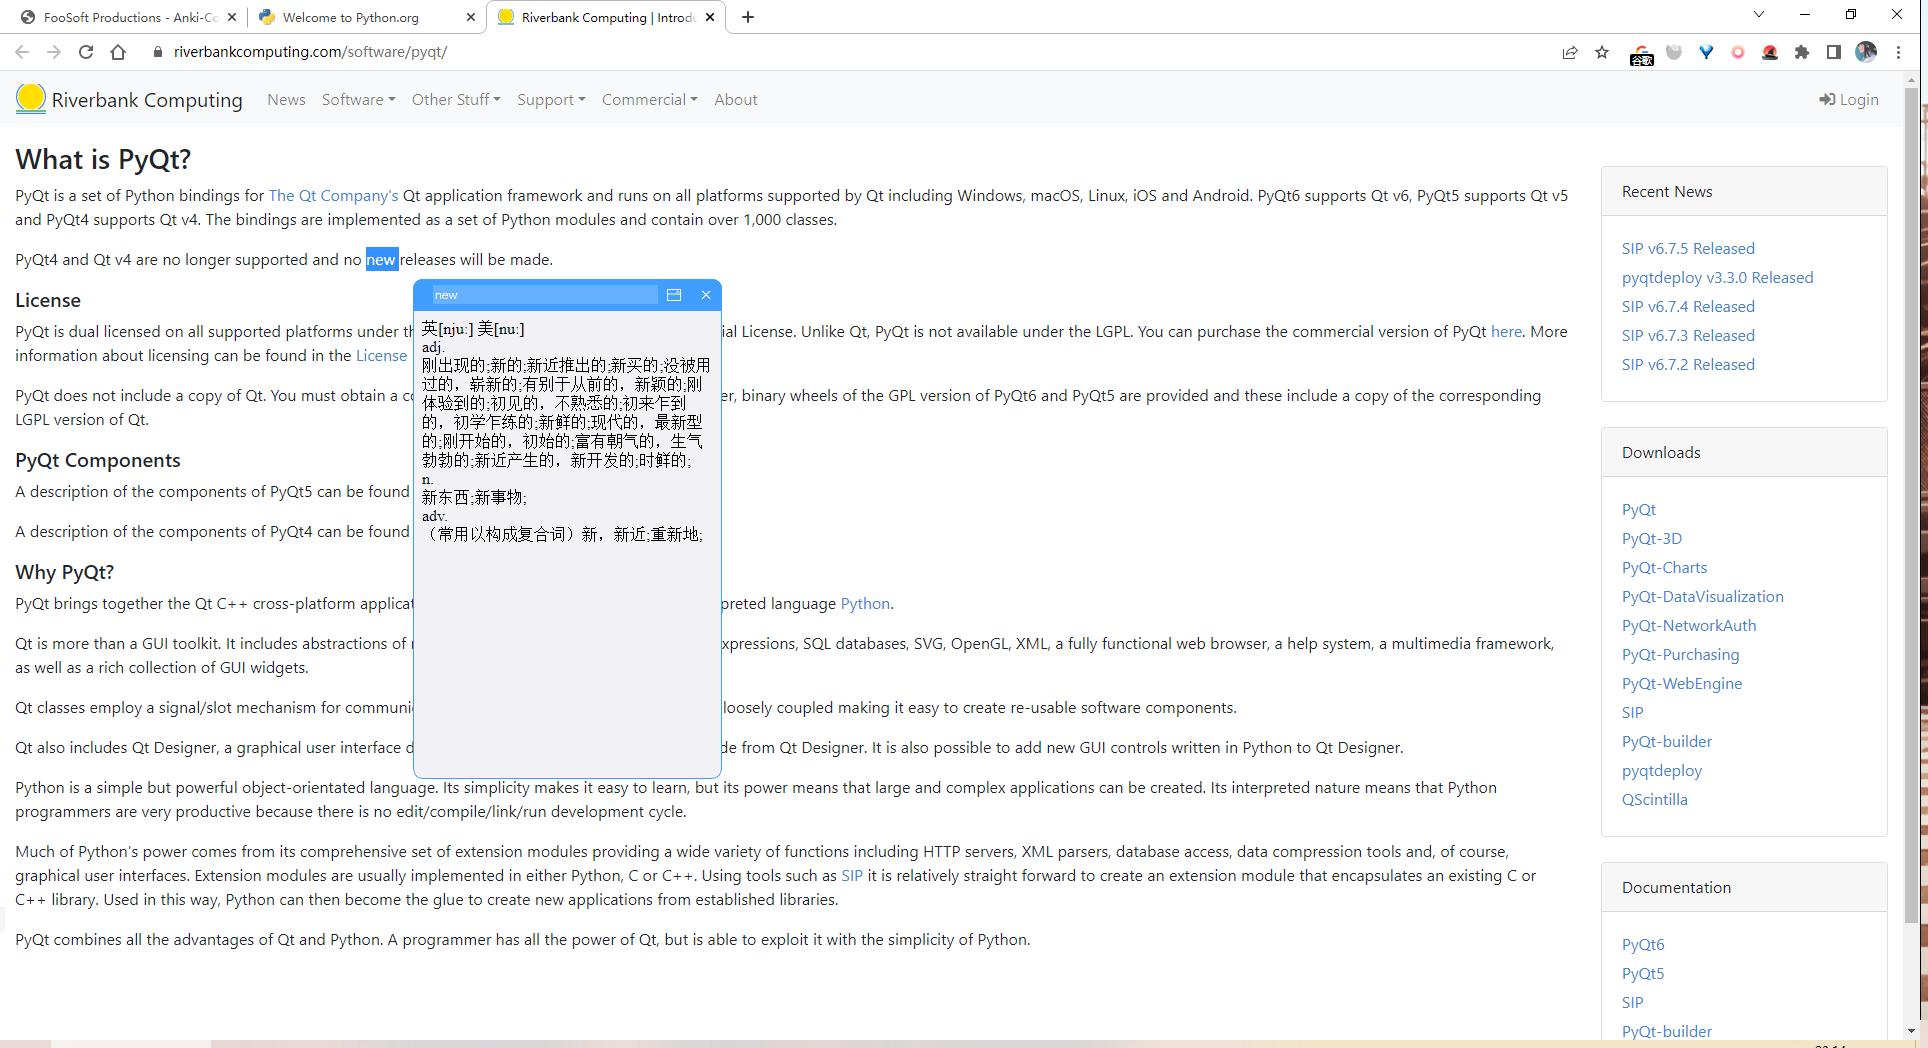 FooSoft Productions - Anki-Co
Welcome to Python.org
Riverbank Computing | Introdu
riverbankcomputing.com/software/pyqt/
谷歌
Riverbank Computing
News
Software
Other Stuff
Support
Commercial
About
Login
What is PyQt?
PyQt is a set of Python bindings for The Qt Company's Qt application framework and runs on all platforms supported by Qt including Windows, macOS, Linux, iOS and Android. PyQt6 supports Qt v6, PyQt5 supports Qt v5
and PyQt4 supports Qt v4. The bindings are implemented as a set of Python modules and contain over 1,000 classes.
PyQt4 and Qt v4 are no longer supported and no new releases will be made.
License
PyQt is dual licensed on all supported platforms under th
ial License. Unlike Qt, PyQt is not available under the LGPL. You can purchase the commercial version of PyQt here. More
information about licensing can be found in the License
PyQt does not include a copy of Qt. You must obtain a co
er, binary wheels of the GPL version of PyQt6 and PyQt5 are provided and these include a copy of the corresponding
LGPL version of Qt.
PyQt Components
A description of the components of PyQt5 can be found
A description of the components of PyQt4 can be found
Why PyQt?
PyQt brings together the Qt C++ cross-platform applicat
preted language Python.
Qt is more than a GUI toolkit. It includes abstractions of
xpressions, SQL databases, SVG, OpenGL, XML, a fully functional web browser, a help system, a multimedia framework,
as well as a rich collection of GUI widgets.
Qt classes employ a signal/slot mechanism for communi
loosely coupled making it easy to create re-usable software components.
Qt also includes Qt Designer, a graphical user interface d
de from Qt Designer. It is also possible to add new GUI controls written in Python to Qt Designer.
Python is a simple but powerful object-orientated language. Its simplicity makes it easy to learn, but its power means that large and complex applications can be created. Its interpreted nature means that Python
programmers are very productive because there is no edit/compile/link/run development cycle.
Much of Python's power comes from its comprehensive set of extension modules providing a wide variety of functions including HTTP servers, XML parsers, database access, data compression tools and, of course,
graphical user interfaces. Extension modules are usually implemented in either Python, C or C++. Using tools such as SIP it is relatively straight forward to create an extension module that encapsulates an existing C or
C++ library. Used in this way, Python can then become the glue to create new applications from established libraries.
PyQt combines all the advantages of Qt and Python. A programmer has all the power of Qt, but is able to exploit it with the simplicity of Python.
new
英[njuː] 美[nuː]
adj.
刚出现的;新的;新近推出的;新买的;没被用
过的，崭新的;有别于从前的，新颖的;刚
体验到的;初见的，不熟悉的;初来乍到
的，初学乍练的;新鲜的;现代的，最新型
的;刚开始的，初始的;富有朝气的，生气
勃勃的;新近产生的，新开发的;时鲜的;
n.
新东西;新事物;
adv.
（常用以构成复合词）新，新近;重新地;
Recent News
SIP v6.7.5 Released
pyqtdeploy v3.3.0 Released
SIP v6.7.4 Released
SIP v6.7.3 Released
SIP v6.7.2 Released
Downloads
PyQt
PyQt-3D
PyQt-Charts
PyQt-DataVisualization
PyQt-NetworkAuth
PyQt-Purchasing
PyQt-WebEngine
SIP
PyQt-builder
pyqtdeploy
QScintilla
Documentation
PyQt6
PyQt5
SIP
PyQt-builder